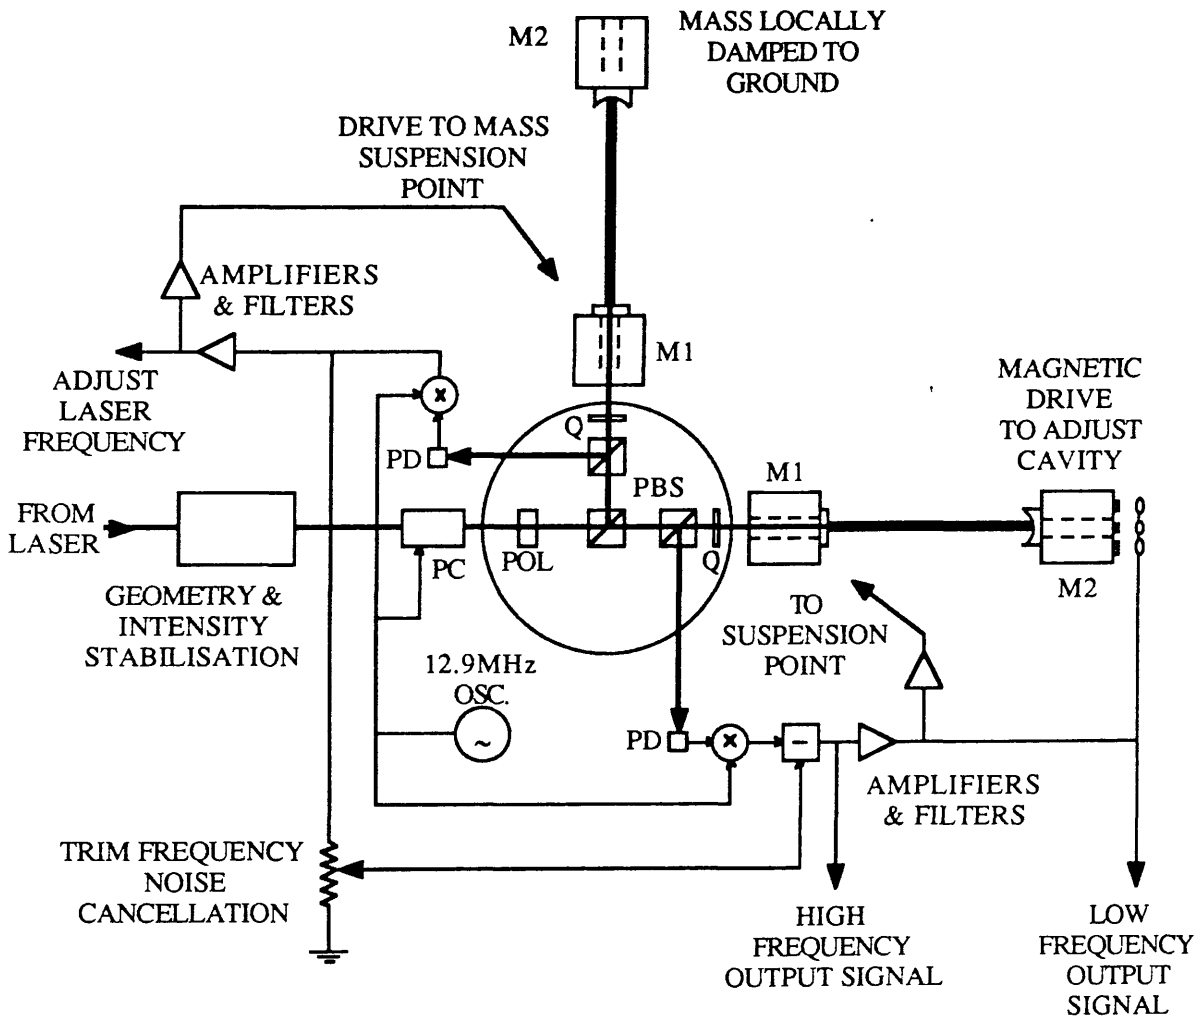 M2
MASS LOCALLY
DAMPED TO
GROUND
DRIVE TO MASS
SUSPENSION
POINT
AMPLIFIERS
& FILTERS
M1
ADJUST
LASER
FREQUENCY
x
PD
Q
MAGNETIC
DRIVE
TO ADJUST
CAVITY
PBS
M1
FROM
LASER
PC
POL
Q
M2
GEOMETRY &
INTENSITY
STABILISATION
TO
SUSPENSION
POINT
12.9MHz
OSC.
~
PD
x
–
AMPLIFIERS
& FILTERS
TRIM FREQUENCY
NOISE
CANCELLATION
HIGH
FREQUENCY
OUTPUT SIGNAL
LOW
FREQUENCY
OUTPUT
SIGNAL